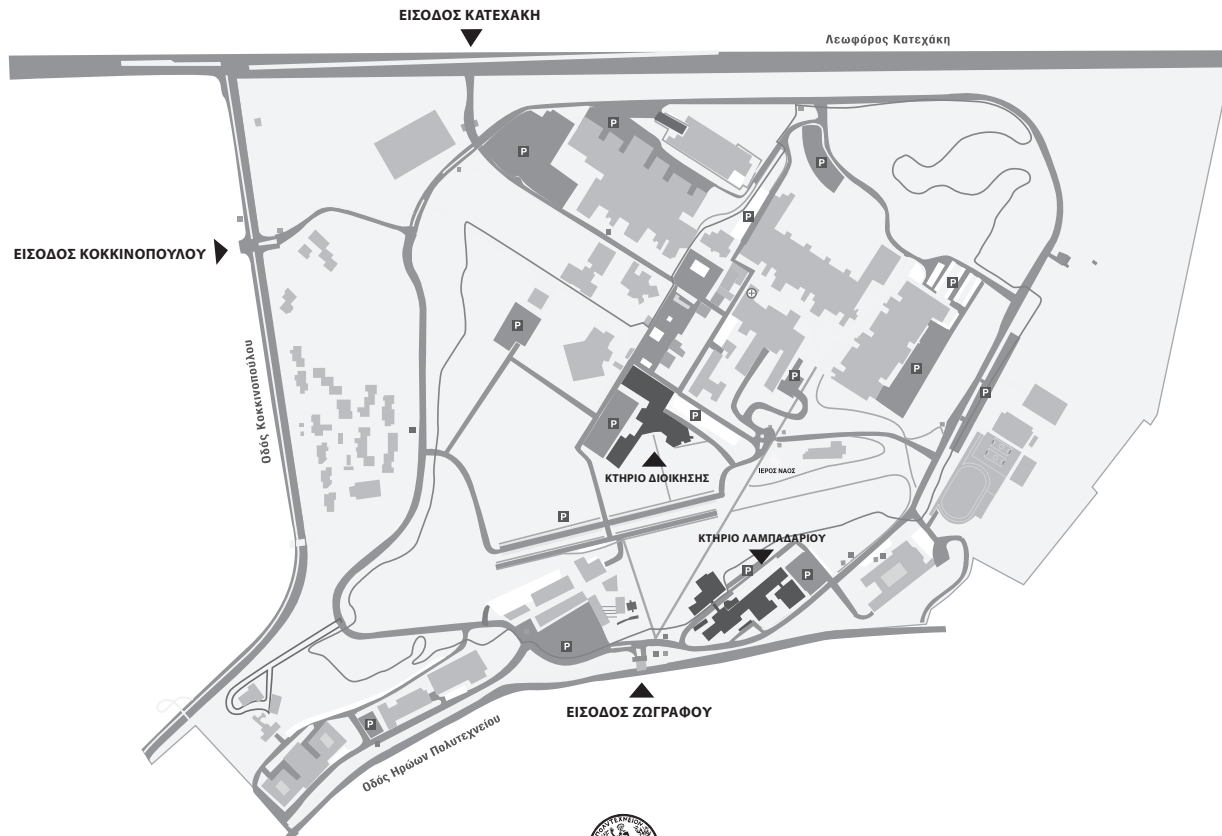 ΕΙΣΟΔΟΣ ΚΑΤΕΧΑΚΗ
Λεωφόρος Κατεχάκη
P
P
P
P
ΕΙΣΟΔΟΣ ΚΟΚΚΙΝΟΠΟΥΛΟΥ
P
P
Οδός Κοκκινοπούλου
P
P
P
P
P
ΚΤΗΡΙΟ ΔΙΟΙΚΗΣΗΣ
ΙΕΡΟΣ ΝΑΟΣ
P
P
ΚΤΗΡΙΟ ΛΑΜΠΑΔΑΡΙΟΥ
P
P
P
ΕΙΣΟΔΟΣ ΖΩΓΡΑΦΟΥ
P
Οδός Ηρώων Πολυτεχνείου